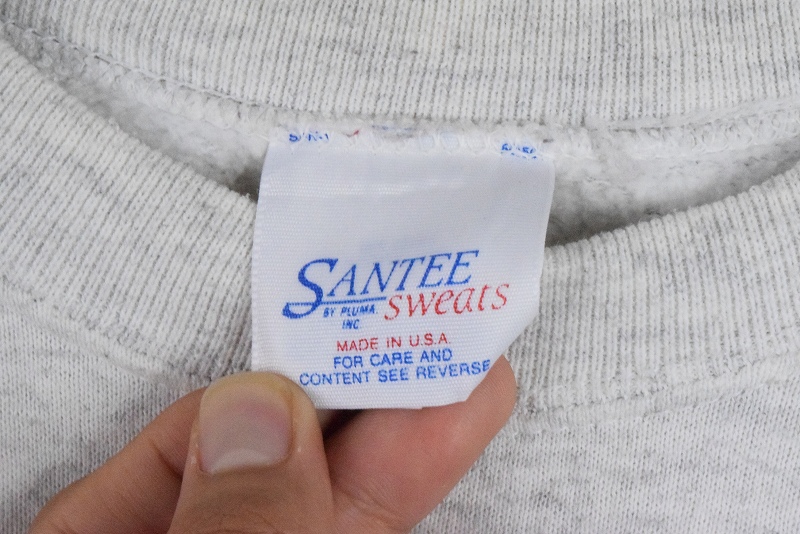 SANTEE
sweats
BY PLUMA,
INC.
MADE IN U.S.A.
FOR CARE AND
CONTENT SEE REVERSE